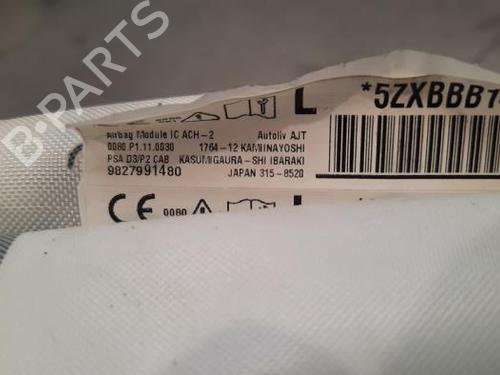 L *5ZXBBB1
Airbag Module IC ACH-2 Autoliv AJT
0080 P1.11.0030 1764-12 KAMIINAYOSHI
PSA D3/P2 CAB KASUMIGAURA-SHI IBARAKI
9827991480 JAPAN 315-8520
CE 0080
B-PARTS